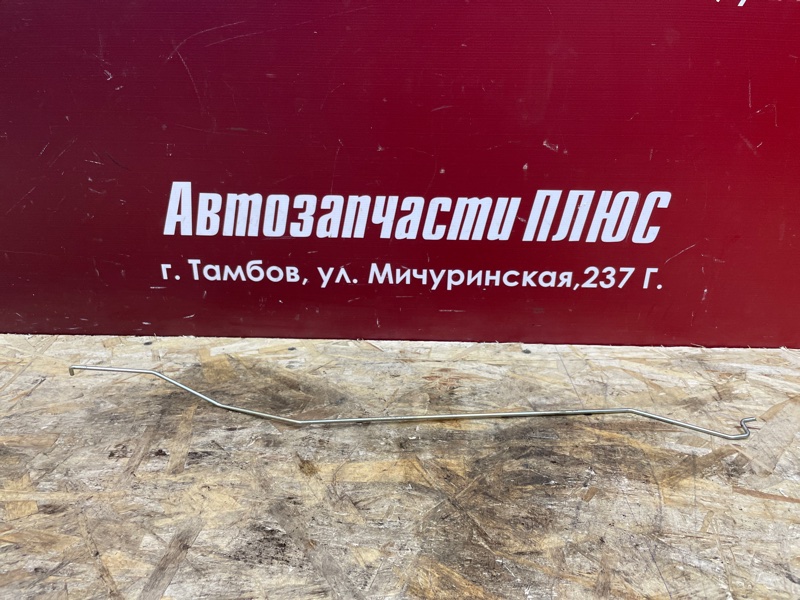 Автозапчасти ПЛЮС
г. Тамбов, ул. Мичуринская,237 Г.